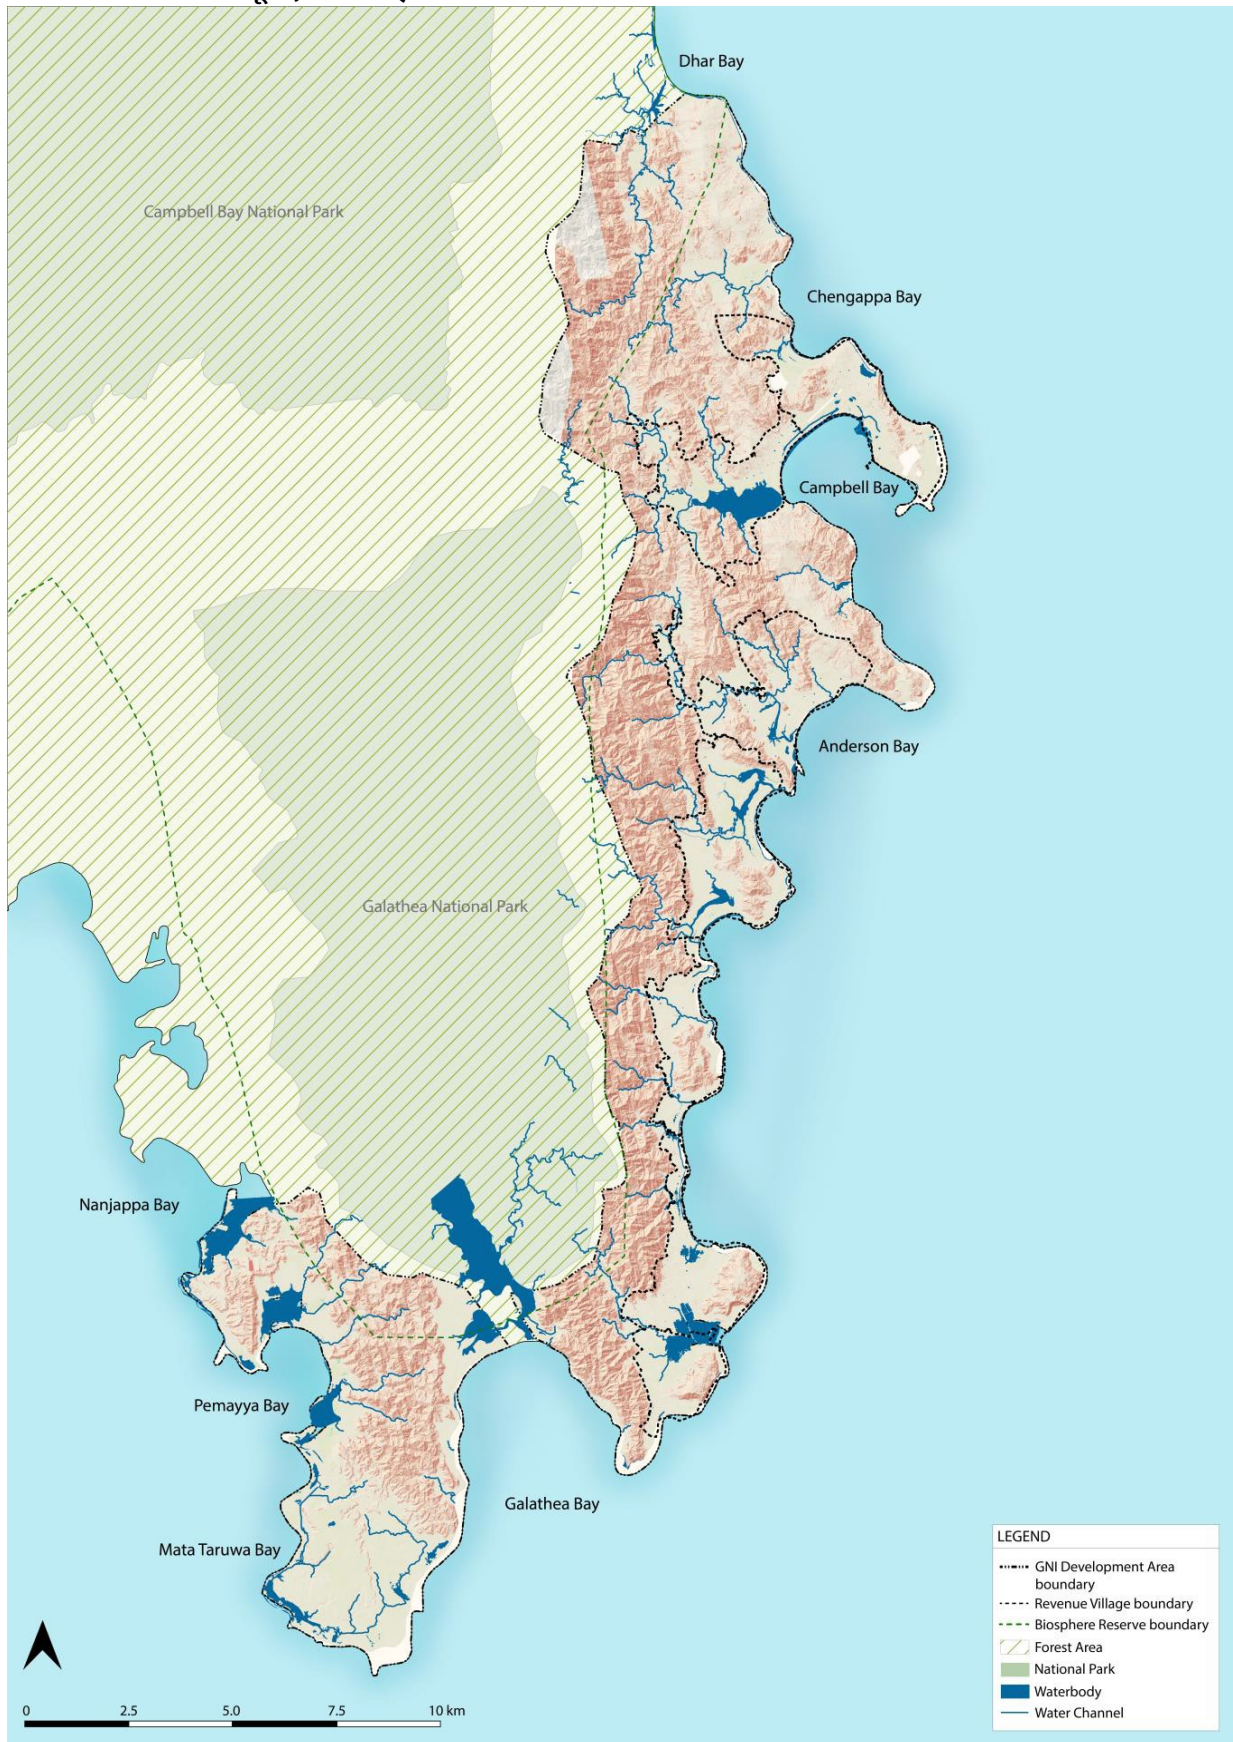 Dhar Bay
Campbell Bay National Park
Chengappa Bay
Campbell Bay
Anderson Bay
Galathea National Park
Nanjappa Bay
Pemayya Bay
Galathea Bay
Mata Taruwa Bay
LEGEND
GNI Development Area
boundary
Revenue Village boundary
Biosphere Reserve boundary
Forest Area
National Park
Waterbody
Water Channel
0 2.5 5.0 7.5 10 km